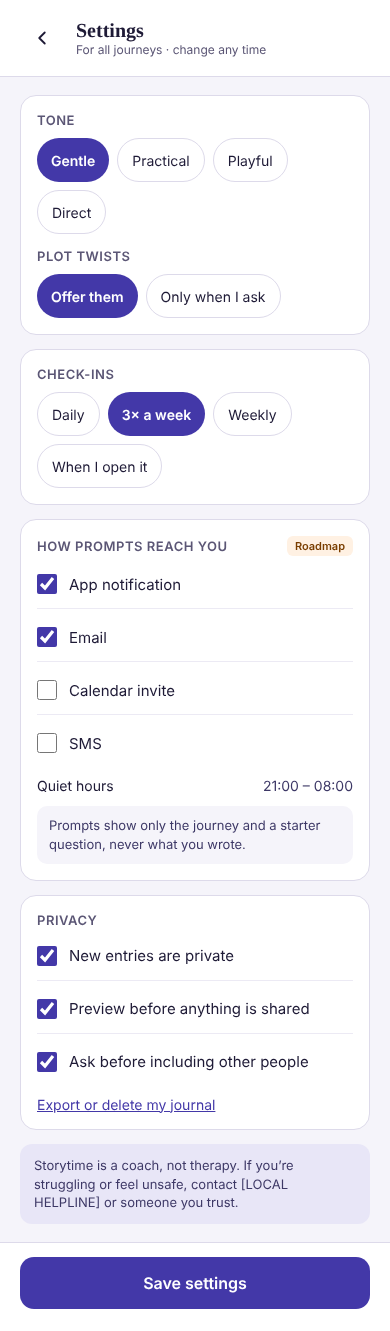 Settings
For all journeys · change any time
TONE
Gentle
Practical
Playful
Direct
PLOT TWISTS
Offer them
Only when I ask
CHECK-INS
Daily
3× a week
Weekly
When I open it
HOW PROMPTS REACH YOU
Roadmap
App notification
Email
Calendar invite
SMS
Quiet hours
21:00 – 08:00
Prompts show only the journey and a starter
question, never what you wrote.
PRIVACY
New entries are private
Preview before anything is shared
Ask before including other people
Export or delete my journal
Storytime is a coach, not therapy. If you’re
struggling or feel unsafe, contact [LOCAL
HELPLINE] or someone you trust.
Save settings